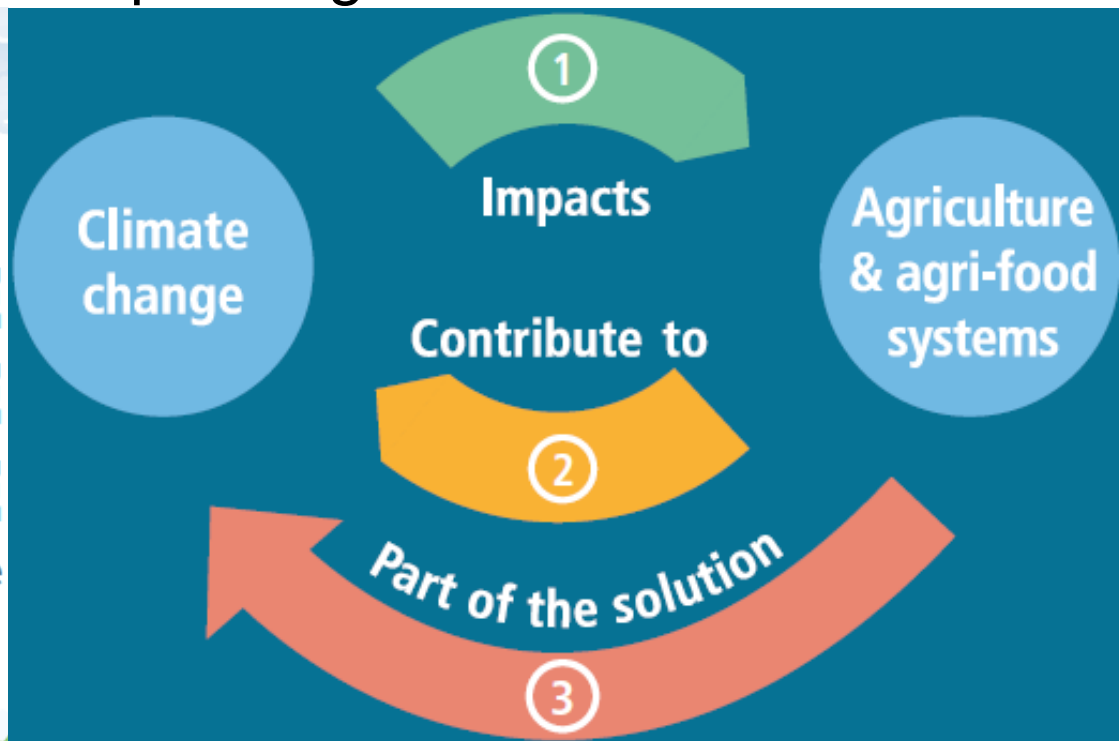 1
Impacts
Climate
change
Agriculture
& agri-food
systems
Contribute to
2
Part of the solution
3